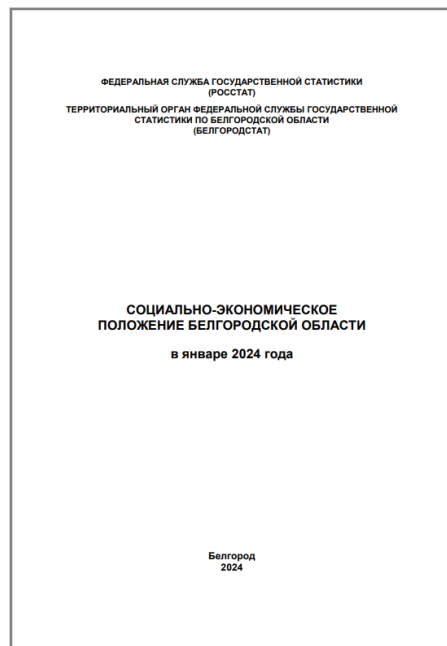 ФЕДЕРАЛЬНАЯ СЛУЖБА ГОСУДАРСТВЕННОЙ СТАТИСТИКИ
(РОССТАТ)
ТЕРРИТОРИАЛЬНЫЙ ОРГАН ФЕДЕРАЛЬНОЙ СЛУЖБЫ ГОСУДАРСТВЕННОЙ
СТАТИСТИКИ ПО БЕЛГОРОДСКОЙ ОБЛАСТИ
(БЕЛГОРОДСТАТ)
СОЦИАЛЬНО-ЭКОНОМИЧЕСКОЕ
ПОЛОЖЕНИЕ БЕЛГОРОДСКОЙ ОБЛАСТИ
в январе 2024 года
Белгород
2024